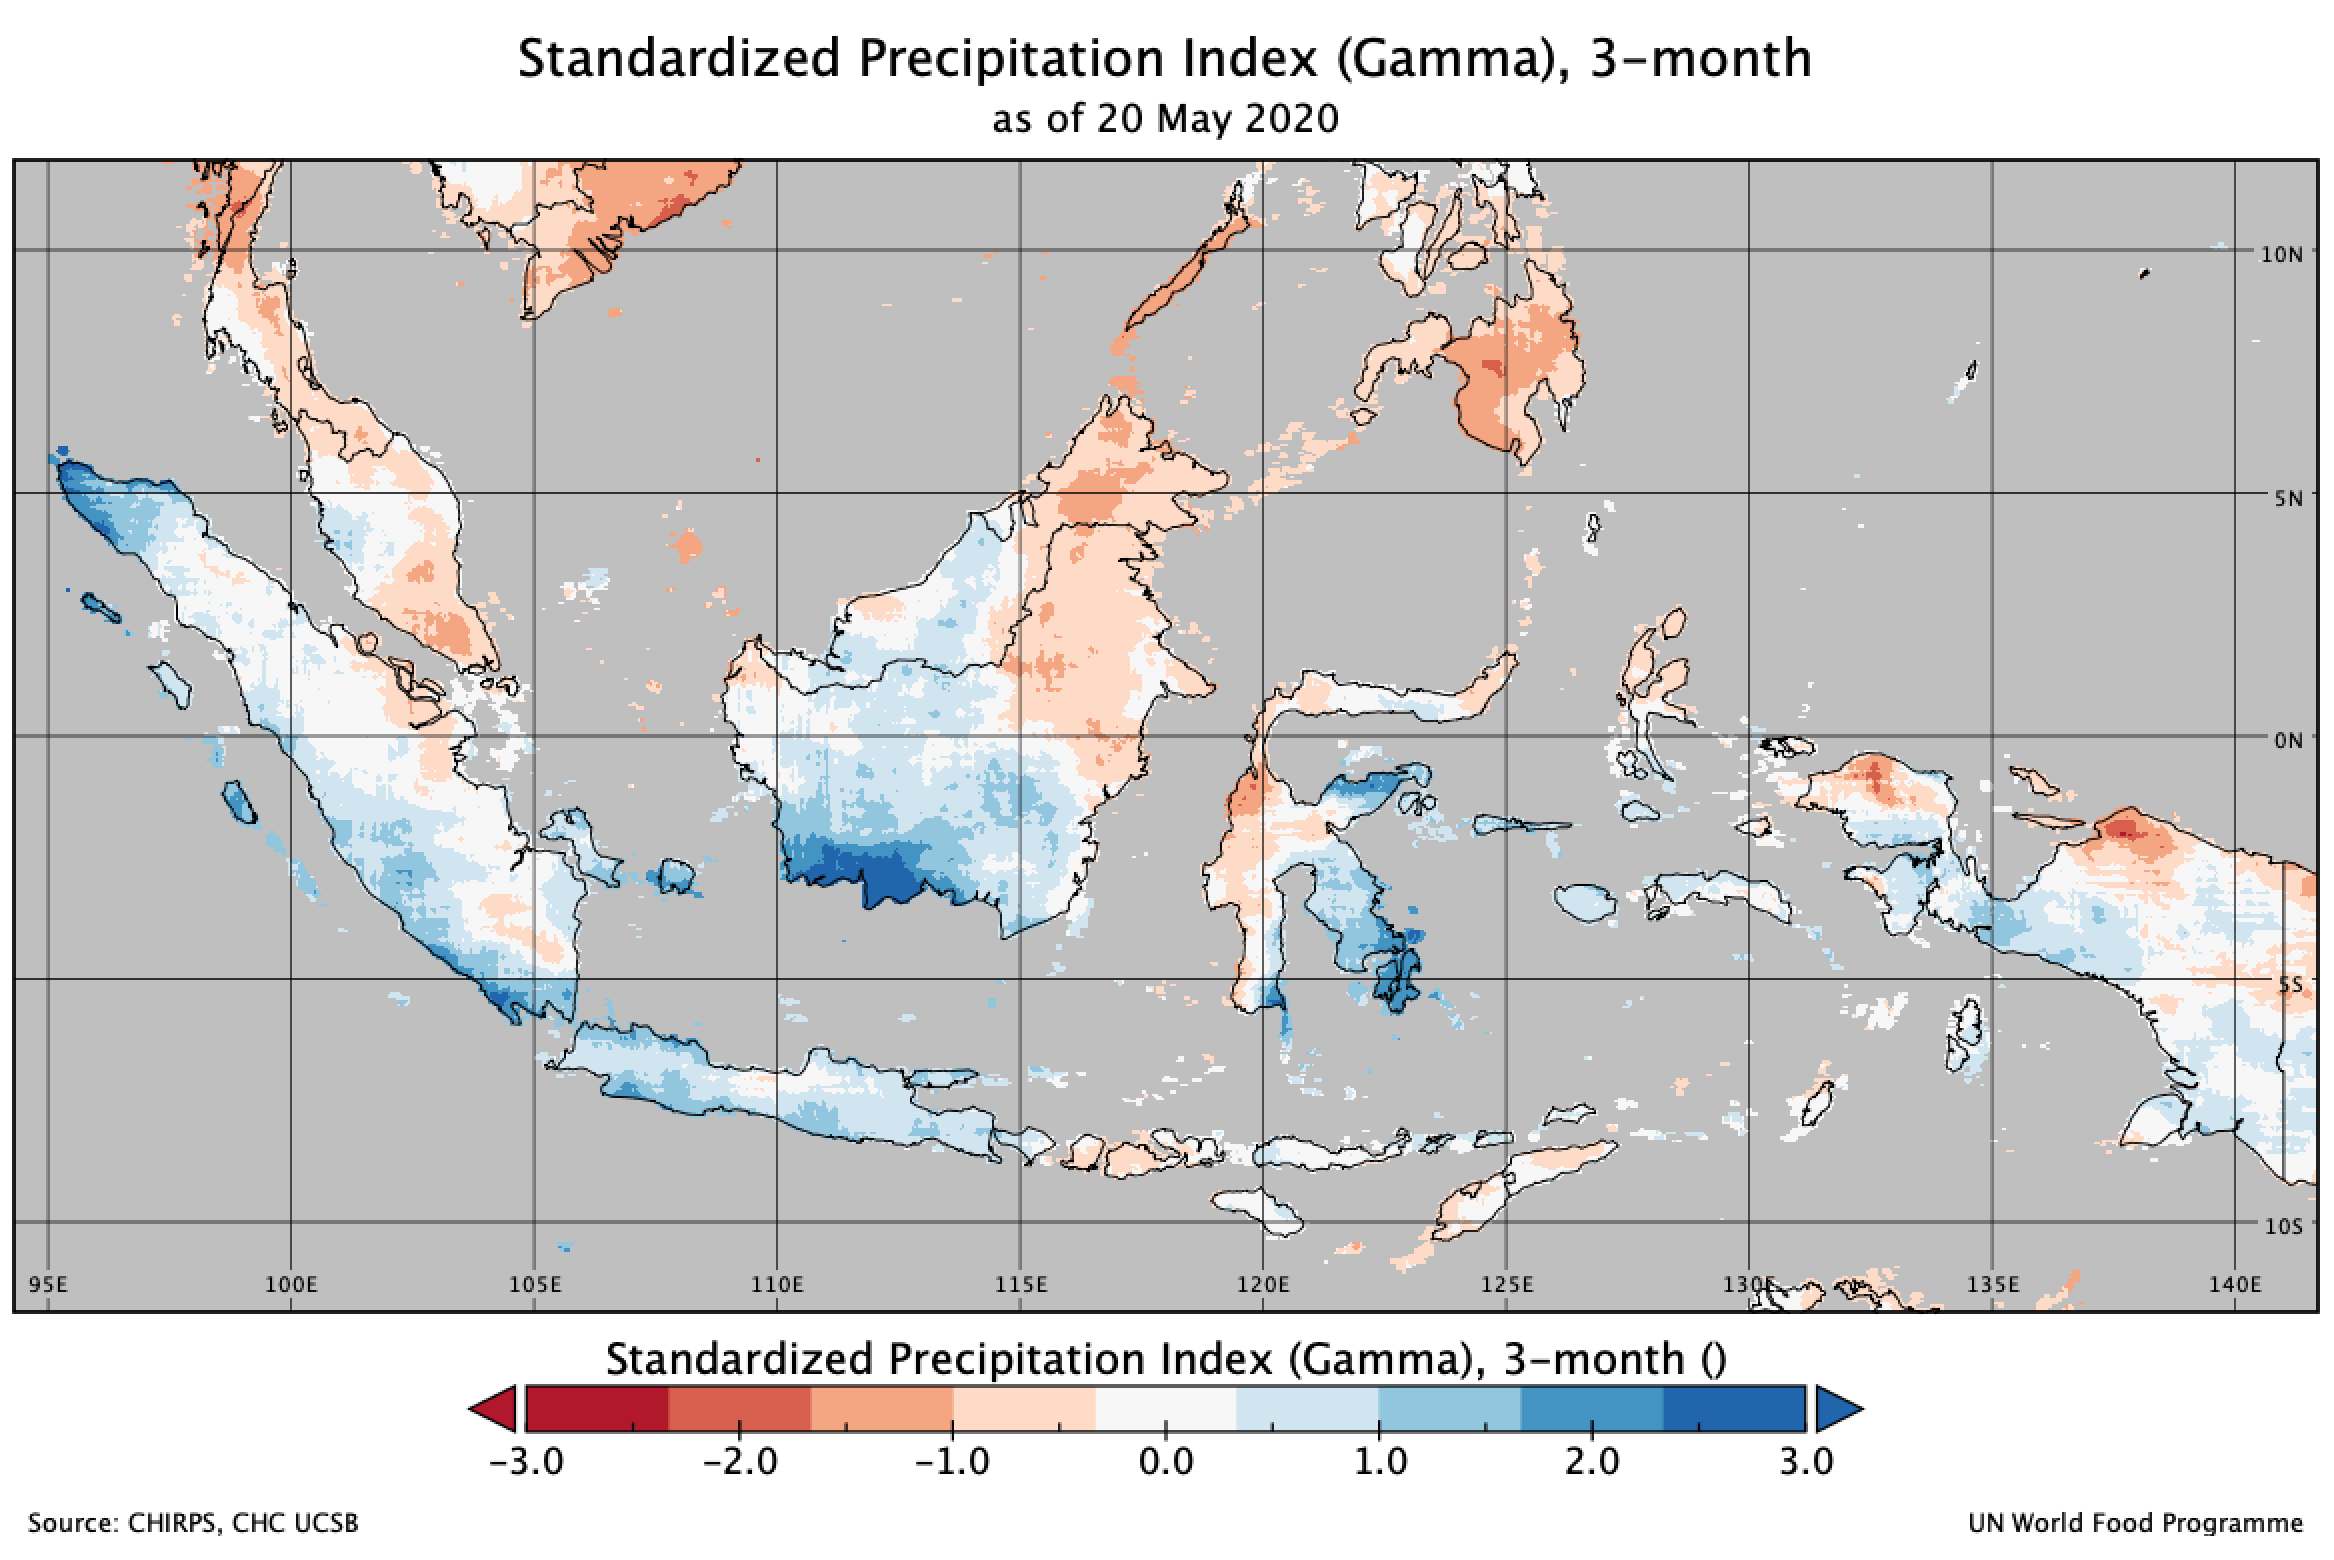 Standardized Precipitation Index (Gamma), 3-month
as of 20 May 2020
10N
5N
0N
5S
10S
95E 100E 105E 110E 115E 120E 125E 130E 135E 140E
Standardized Precipitation Index (Gamma), 3-month ()
-3.0 -2.0 -1.0 0.0 1.0 2.0 3.0
Source: CHIRPS, CHC UCSB
UN World Food Programme